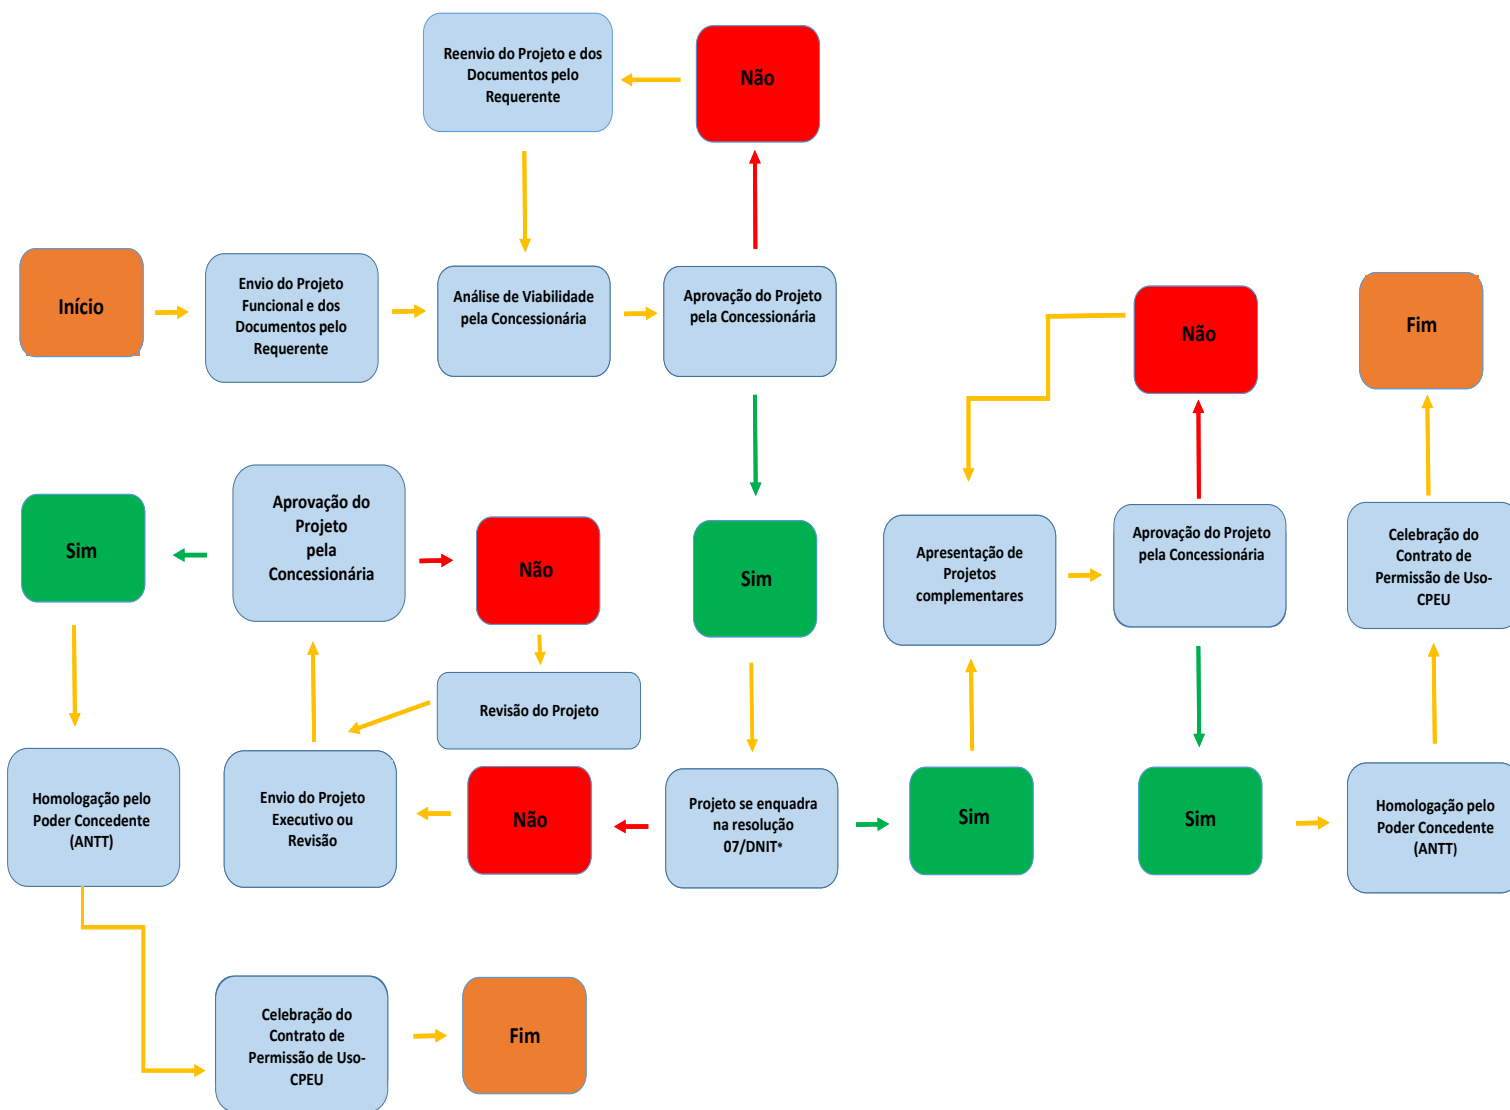 Reenvio do Projeto e dos
Documentos pelo
Requerente
Não
Início
Envio do Projeto
Funcional e dos
Documentos pelo
Requerente
Análise de Viabilidade
pela Concessionária
Aprovação do Projeto
pela Concessionária
Não
Fim
Sim
Aprovação do
Projeto
pela
Concessionária
Não
Sim
Apresentação de
Projetos
complementares
Aprovação do Projeto
pela Concessionária
Celebração do
Contrato de
Permissão de Uso-
CPEU
Revisão do Projeto
Homologação pelo
Poder Concedente
(ANTT)
Envio do Projeto
Executivo ou
Revisão
Não
Projeto se enquadra
na resolução
07/DNIT*
Sim
Sim
Homologação pelo
Poder Concedente
(ANTT)
Celebração do
Contrato de
Permissão de Uso-
CPEU
Fim